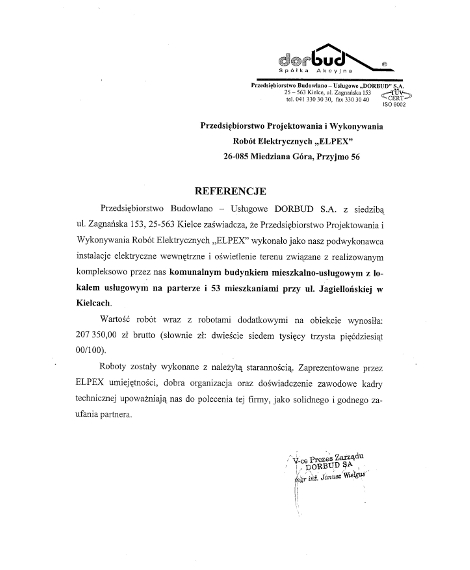 dorbud
Spółka Akcyjna
Przedsiębiorstwo Budowlano – Usługowe „DORBUD" S.A.
25 – 563 Kielce, ul. Zagnańska 153
tel. 041 330 30 30, fax 330 30 40
TÜV
CERT
ISO 9002
Przedsiębiorstwo Projektowania i Wykonywania
Robót Elektrycznych „ELPEX"
26-085 Miedziana Góra, Przyjmo 56
REFERENCJE
Przedsiębiorstwo Budowlano – Usługowe DORBUD S.A. z siedzibą
ul. Zagnańska 153, 25-563 Kielce zaświadcza, że Przedsiębiorstwo Projektowania i
Wykonywania Robót Elektrycznych „ELPEX" wykonało jako nasz podwykonawca
instalacje elektryczne wewnętrzne i oświetlenie terenu związane z realizowanym
kompleksowo przez nas komunalnym budynkiem mieszkalno-usługowym z lo-
kalem usługowym na parterze i 53 mieszkaniami przy ul. Jagiellońskiej w
Kielcach.
Wartość robót wraz z robotami dodatkowymi na obiekcie wynosiła:
207 350,00 zł brutto (słownie zł: dwieście siedem tysięcy trzysta pięćdziesiąt
00/100).
Roboty zostały wykonane z należytą starannością. Zaprezentowane przez
ELPEX umiejętności, dobra organizacja oraz doświadczenie zawodowe kadry
technicznej upoważniają nas do polecenia tej firmy, jako solidnego i godnego za-
ufania partnera.
V-ce Prezes Zarządu
DORBUD SA
mgr inż. Janusz Wielgus